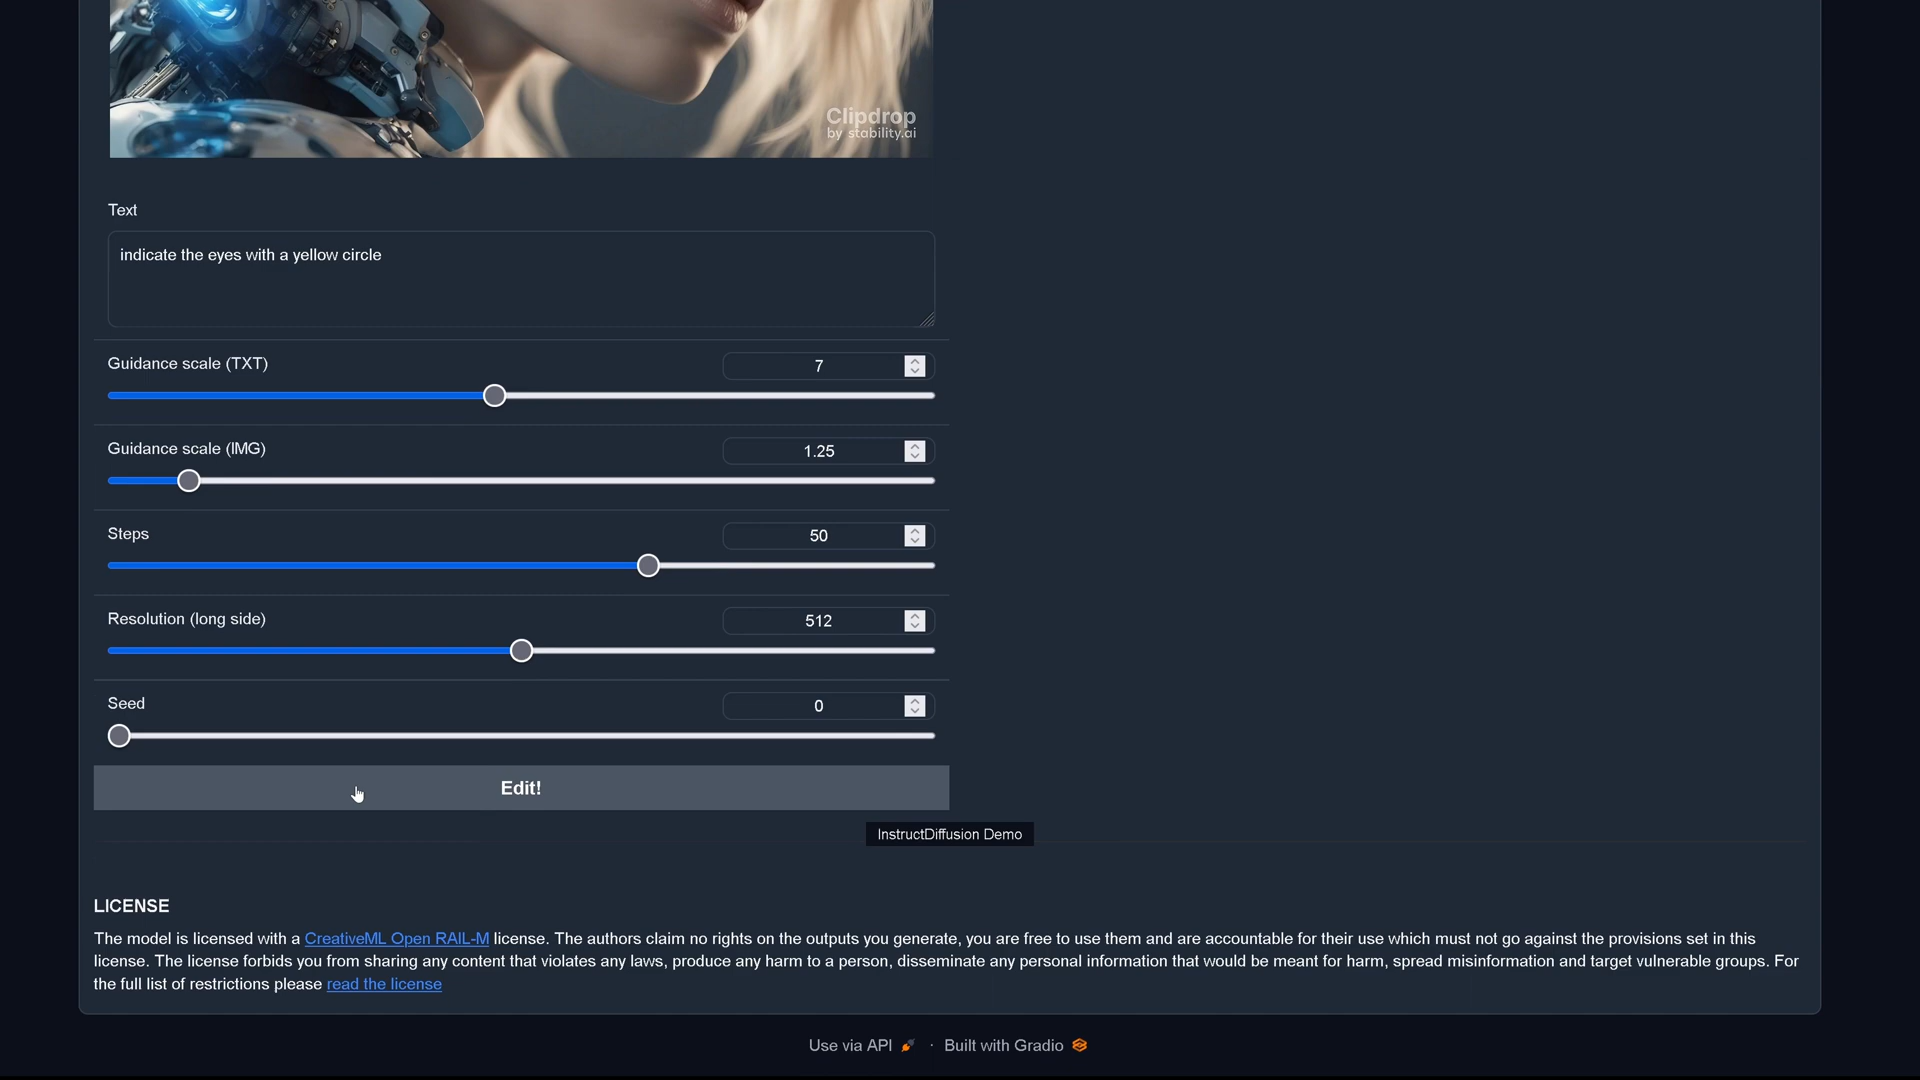 Clipdrop
by stability.ai
Text
indicate the eyes with a yellow circle
Guidance scale (TXT)
7
Guidance scale (IMG)
1.25
Steps
50
Resolution (long side)
512
Seed
0
Edit!
InstructDiffusion Demo
LICENSE
The model is licensed with a CreativeML Open RAIL-M license. The authors claim no rights on the outputs you generate, you are free to use them and are accountable for their use which must not go against the provisions set in this
license. The license forbids you from sharing any content that violates any laws, produce any harm to a person, disseminate any personal information that would be meant for harm, spread misinformation and target vulnerable groups. For
the full list of restrictions please read the license
Use via API · Built with Gradio